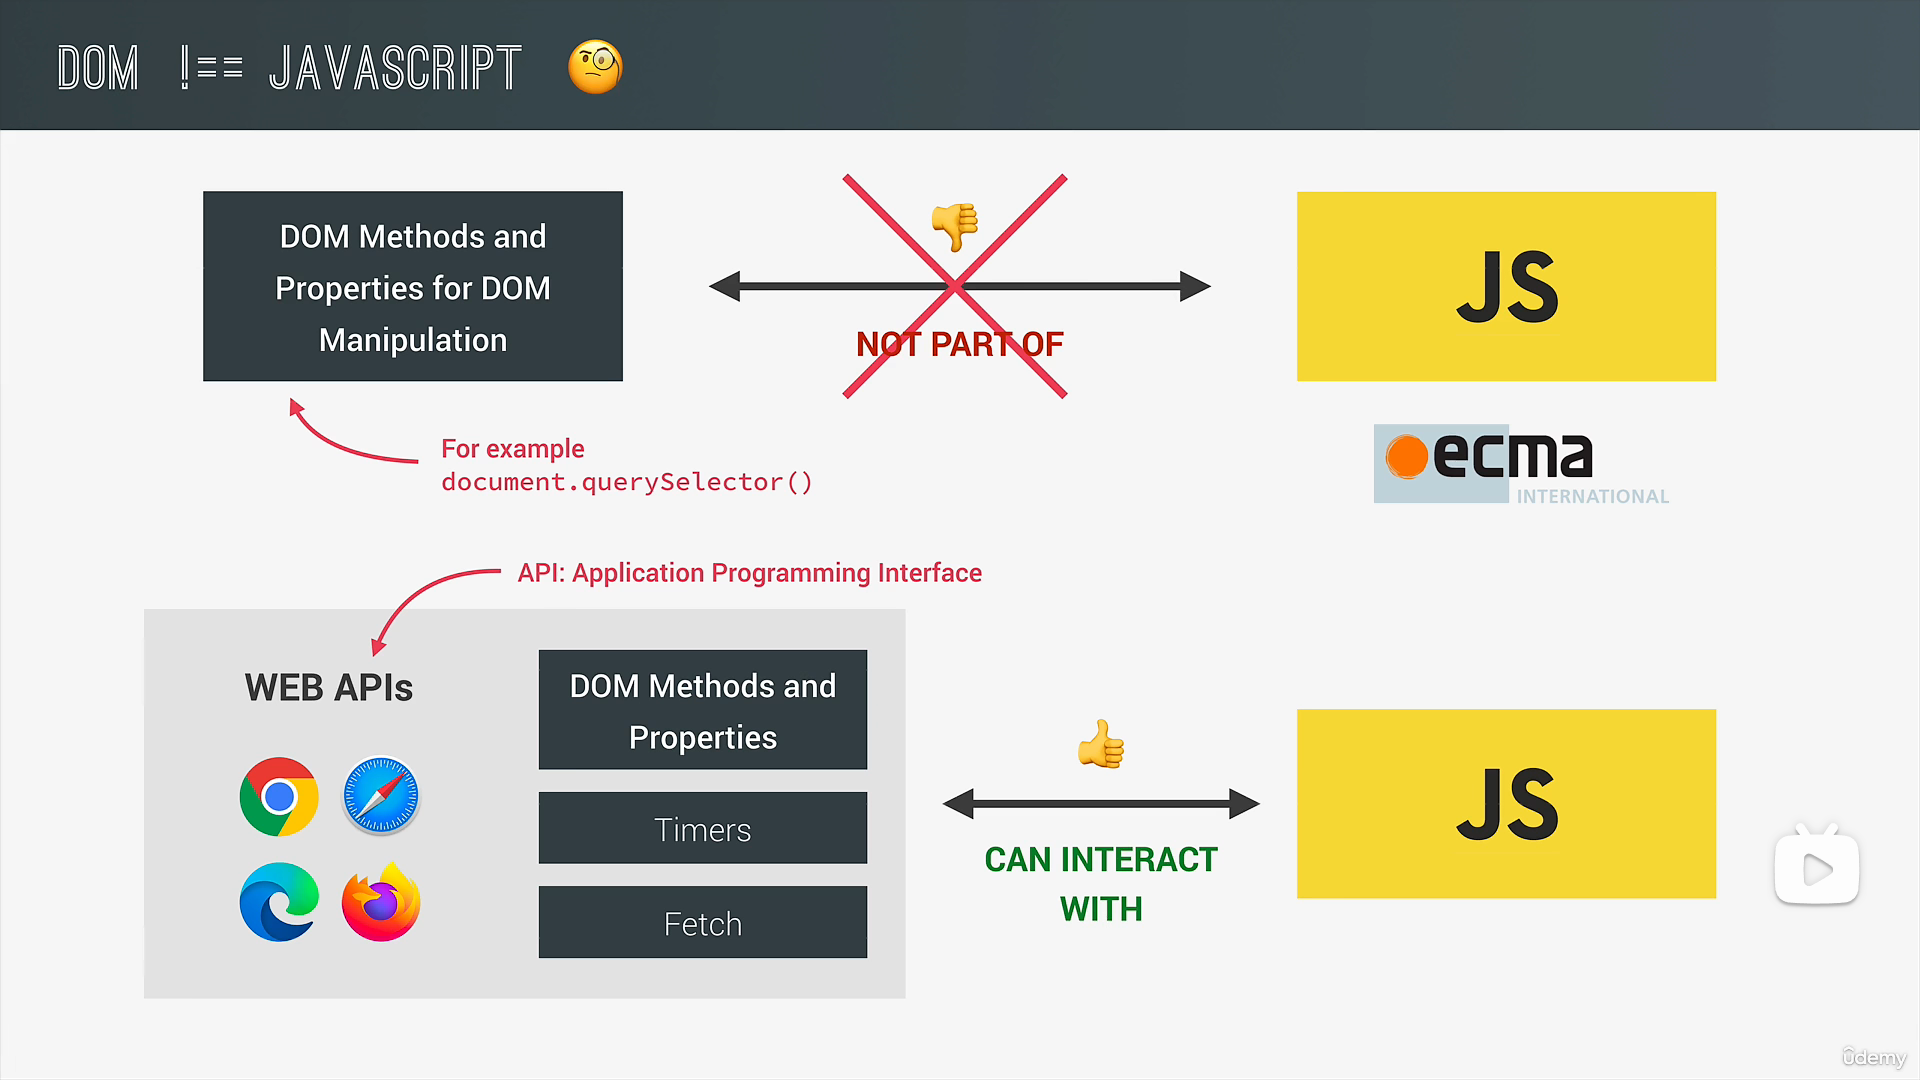 DOM !== JAVASCRIPT
DOM Methods and
Properties for DOM
Manipulation
NOT PART OF
JS
For example
document.querySelector()
ecma
INTERNATIONAL
API: Application Programming Interface
WEB APIs
DOM Methods and
Properties
Timers
Fetch
CAN INTERACT
WITH
JS
ûdemy